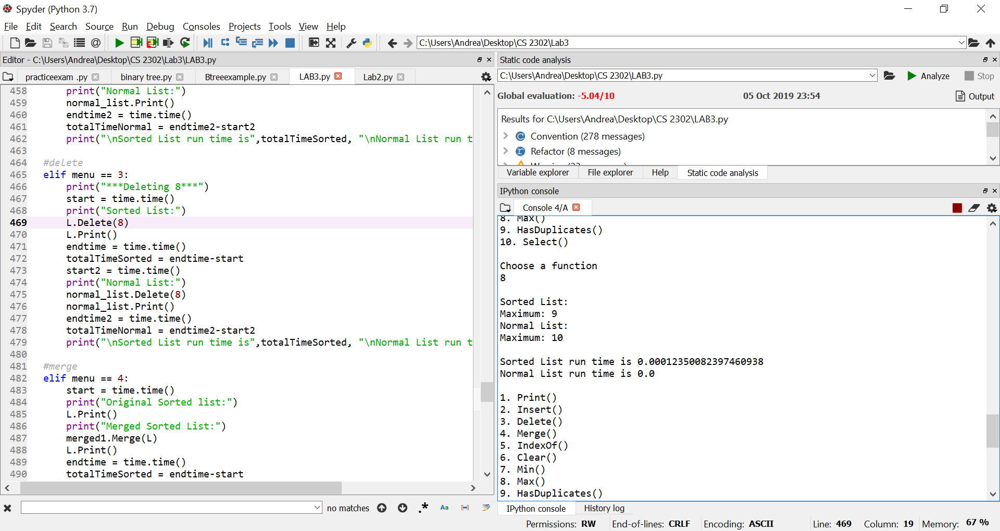 Spyder (Python 3.7)
File Edit Search Source Run Debug Consoles Projects Tools View Help
C:\Users\Andrea\Desktop\CS 2302\Lab3
Editor - C:\Users\Andrea\Desktop\CS 2302\Lab3\LAB3.py
practiceexam .py binary tree.py Btreeexample.py LAB3.py Lab2.py
458 print("Normal List:")
459 normal_list.Print()
460 endtime2 = time.time()
461 totalTimeNormal = endtime2-start2
462 print("\nSorted List run time is",totalTimeSorted, "\nNormal List run t
463
464 #delete
465 elif menu == 3:
466 print("***Deleting 8***")
467 start = time.time()
468 print("Sorted List:")
469 L.Delete(8)
470 L.Print()
471 endtime = time.time()
472 totalTimeSorted = endtime-start
473 start2 = time.time()
474 print("Normal List:")
475 normal_list.Delete(8)
476 normal_list.Print()
477 endtime2 = time.time()
478 totalTimeNormal = endtime2-start2
479 print("\nSorted List run time is",totalTimeSorted, "\nNormal List run t
480
481 #merge
482 elif menu == 4:
483 start = time.time()
484 print("Original Sorted list:")
485 L.Print()
486 print("Merged Sorted List:")
487 merged1.Merge(L)
488 L.Print()
489 endtime = time.time()
490 totalTimeSorted = endtime-start
no matches
Static code analysis
C:\Users\Andrea\Desktop\CS 2302\LAB3.py Analyze Stop
Global evaluation: -5.04/10 05 Oct 2019 23:54 Output
Results for C:\Users\Andrea\Desktop\CS 2302\LAB3.py
Convention (278 messages)
Refactor (8 messages)
Variable explorer File explorer Help Static code analysis
IPython console
Console 4/A
8. Max()
9. HasDuplicates()
10. Select()
Choose a function
8
Sorted List:
Maximum: 9
Normal List:
Maximum: 10
Sorted List run time is 0.00012350082397460938
Normal List run time is 0.0
1. Print()
2. Insert()
3. Delete()
4. Merge()
5. IndexOf()
6. Clear()
7. Min()
8. Max()
9. HasDuplicates()
IPython console History log
Permissions: RW End-of-lines: CRLF Encoding: ASCII Line: 469 Column: 19 Memory: 67 %